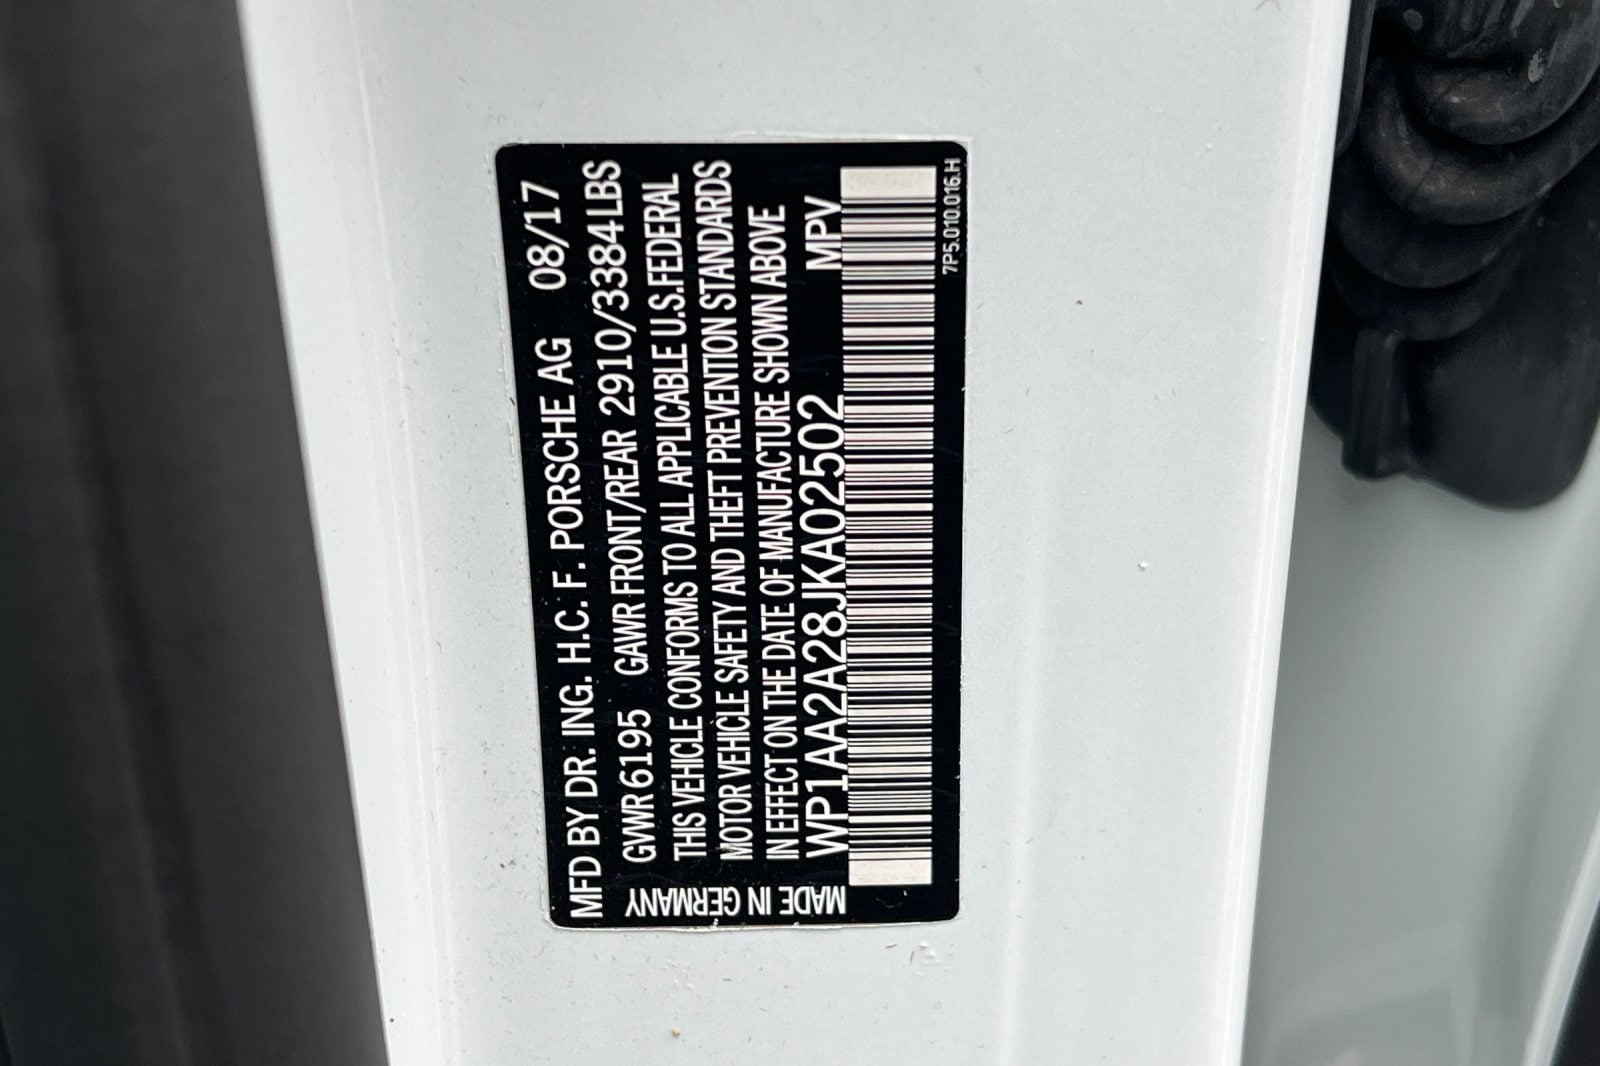 MFD BY DR. ING. H.C. F. PORSCHE AG 08/17
GVWR 6195 GAWR FRONT/REAR 2910/3384 LBS
THIS VEHICLE CONFORMS TO ALL APPLICABLE U.S.FEDERAL
MOTOR VEHICLE SAFETY AND THEFT PREVENTION STANDARDS
IN EFFECT ON THE DATE OF MANUFACTURE SHOWN ABOVE
WP1AA2A28JKA02502 MPV
MADE IN GERMANY
7P5.010.016.H